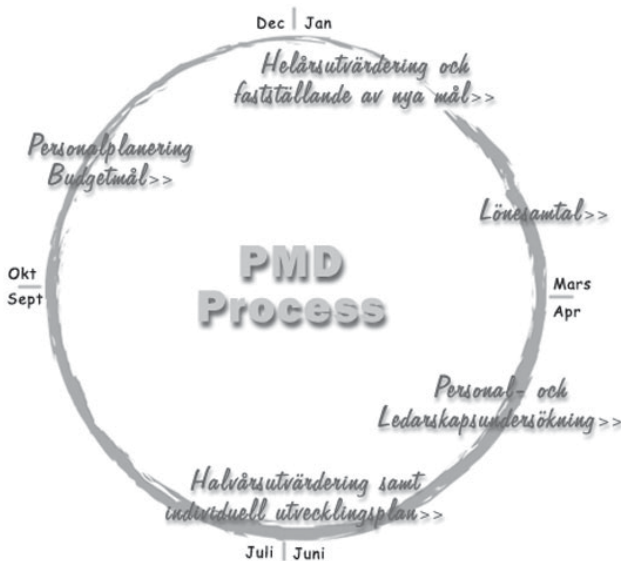 Dec Jan
Helårsutvärdering och
fastställande av nya mål>>
Personalplanering
Budgetmål>>
Lönesamtal>>
PMD
Process
Okt
Sept
Mars
Apr
Personal- och
Ledarskapsundersökning>>
Halvårsutvärdering samt
individuell utvecklingsplan>>
Juli Juni